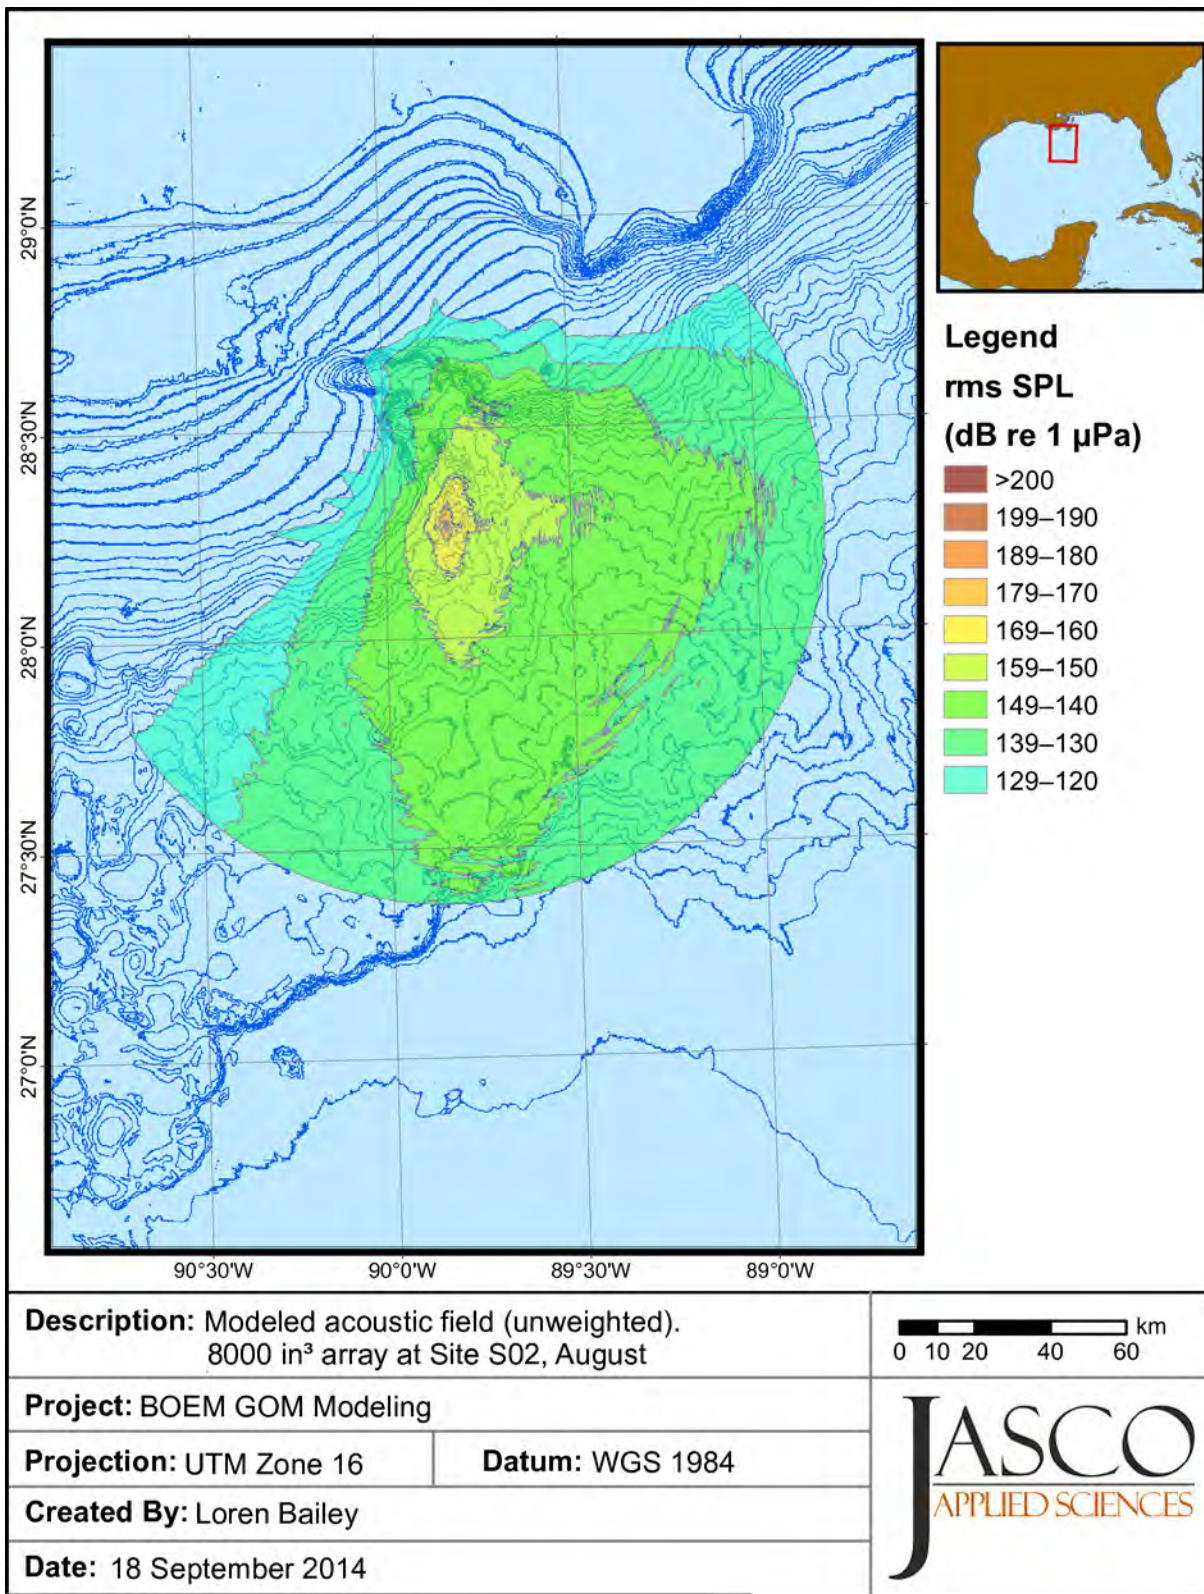 29°0'N
28°30'N
28°0'N
27°30'N
27°0'N
90°30'W 90°0'W 89°30'W 89°0'W
Legend
rms SPL
(dB re 1 µPa)
>200
199–190
189–180
179–170
169–160
159–150
149–140
139–130
129–120
Description: Modeled acoustic field (unweighted).
8000 in³ array at Site S02, August
Project: BOEM GOM Modeling
Projection: UTM Zone 16
Datum: WGS 1984
Created By: Loren Bailey
Date: 18 September 2014
km
0 10 20 40 60
JASCO
APPLIED SCIENCES